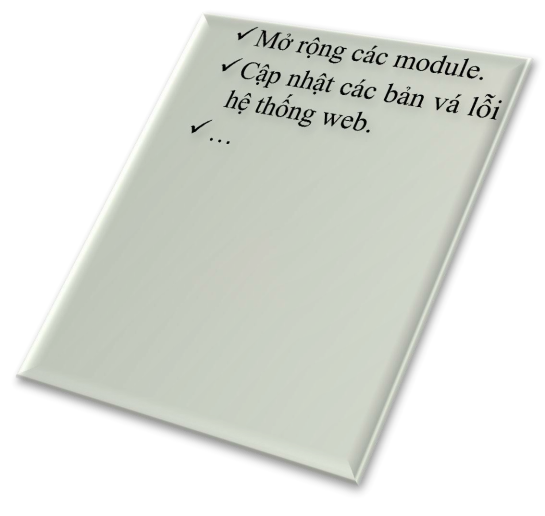 ✓Mở rộng các module.
✓Cập nhật các bản vá lỗi
hệ thống web.
✓…